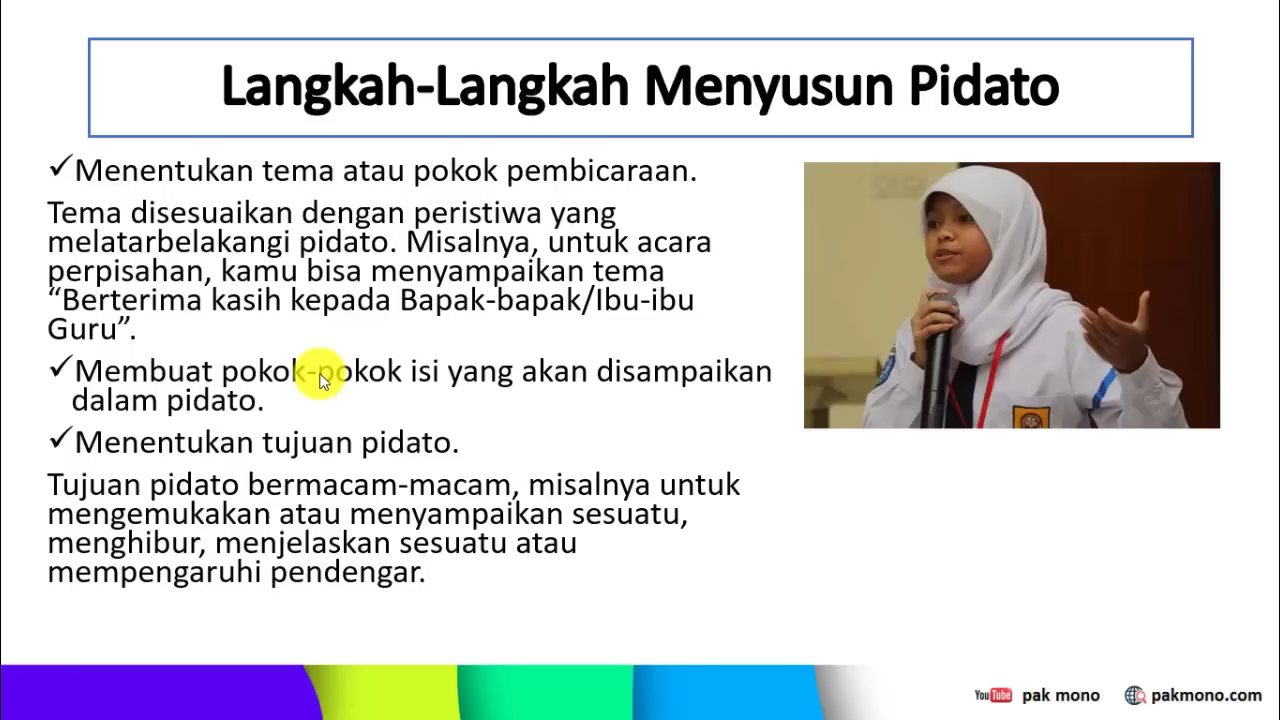 Langkah-Langkah Menyusun Pidato
✓Menentukan tema atau pokok pembicaraan.
Tema disesuaikan dengan peristiwa yang
melatarbelakangi pidato. Misalnya, untuk acara
perpisahan, kamu bisa menyampaikan tema
“Berterima kasih kepada Bapak-bapak/Ibu-ibu
Guru”.
✓Membuat pokok-pokok isi yang akan disampaikan
dalam pidato.
✓Menentukan tujuan pidato.
Tujuan pidato bermacam-macam, misalnya untuk
mengemukakan atau menyampaikan sesuatu,
menghibur, menjelaskan sesuatu atau
mempengaruhi pendengar.
YouTube pak mono pakmono.com